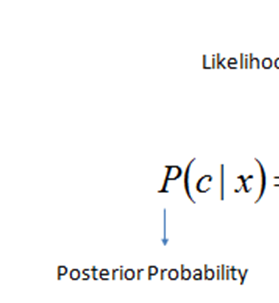 Likelihoo
P(c | x) =
Posterior Probability